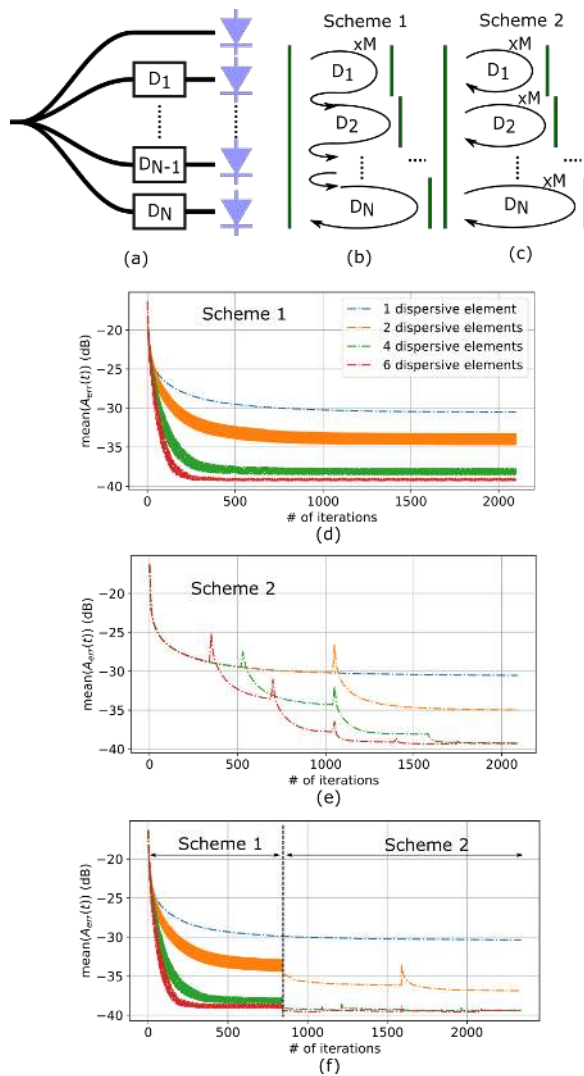 D1
DN-1
DN
(a)
Scheme 1
xM
D1
D2
DN
(b)
Scheme 2
xM
D1
xM
D2
xM
DN
(c)
Scheme 1
1 dispersive element
2 dispersive elements
4 dispersive elements
6 dispersive elements
mean(Aerr(t)) (dB)
−20
−25
−30
−35
−40
0
500
1000
1500
2000
# of iterations
(d)
Scheme 2
mean(Aerr(t)) (dB)
−20
−25
−30
−35
−40
0
500
1000
1500
2000
# of iterations
(e)
Scheme 1
Scheme 2
mean(Aerr(t)) (dB)
−20
−25
−30
−35
−40
0
500
1000
1500
2000
# of iterations
(f)